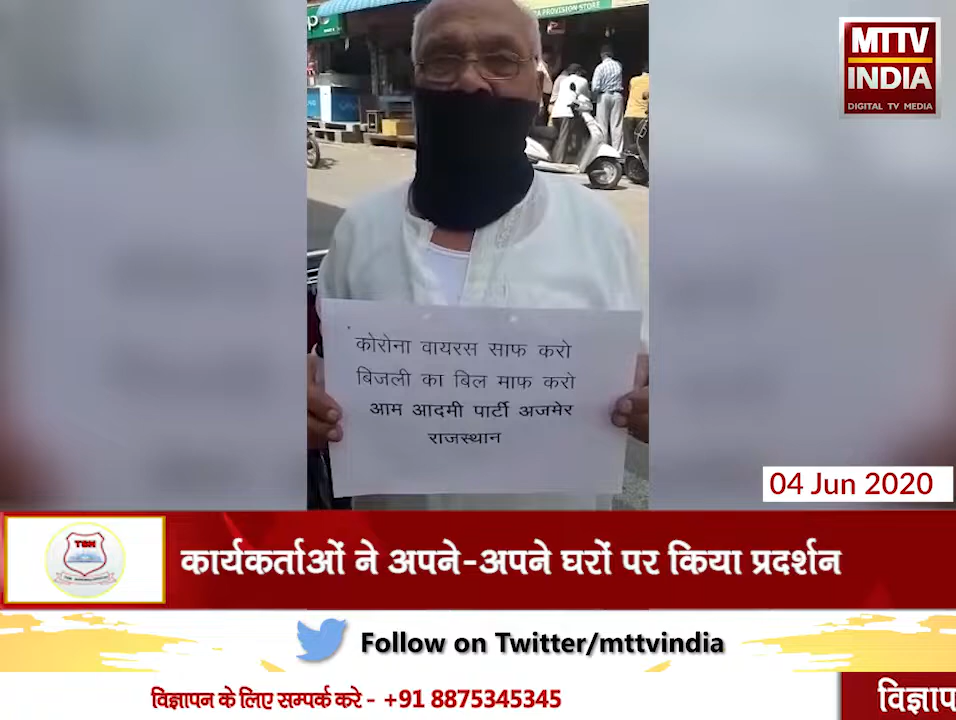 PROVISION STORE
MTTV
INDIA
DIGITAL TV MEDIA
कोरोना वायरस साफ करो
बिजली का बिल माफ करो
आम आदमी पार्टी अजमेर
राजस्थान
04 Jun 2020
कार्यकर्ताओं ने अपने-अपने घरों पर किया प्रदर्शन
Follow on Twitter/mttvindia
विज्ञापन के लिए सम्पर्क करे - +91 8875345345
विज्ञाप